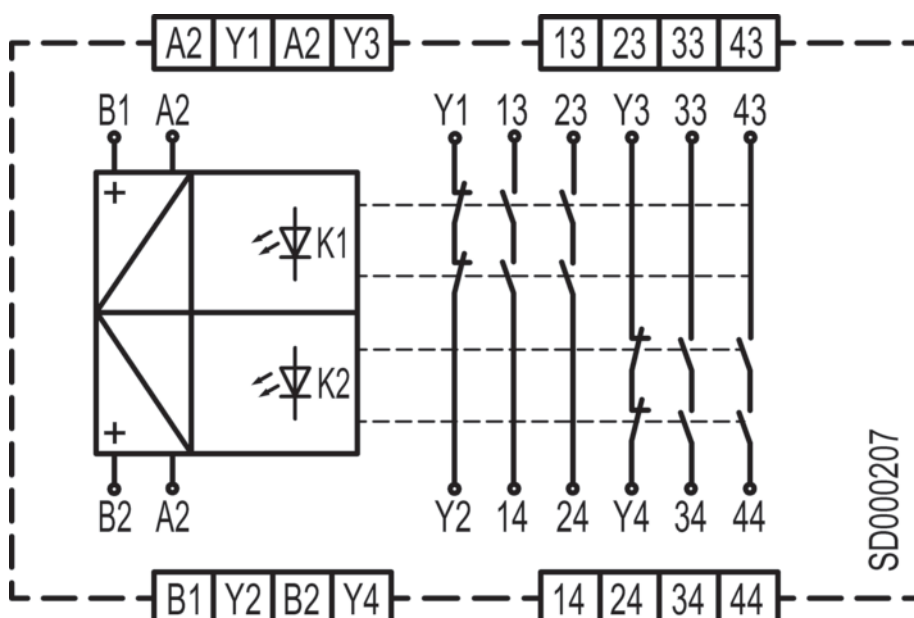 A2 Y1 A2 Y3 13 23 33 43
B1 A2 Y1 13 23 Y3 33 43
+
K1
K2
+
B2 A2 Y2 14 24 Y4 34 44
SD000207
B1 Y2 B2 Y4 14 24 34 44